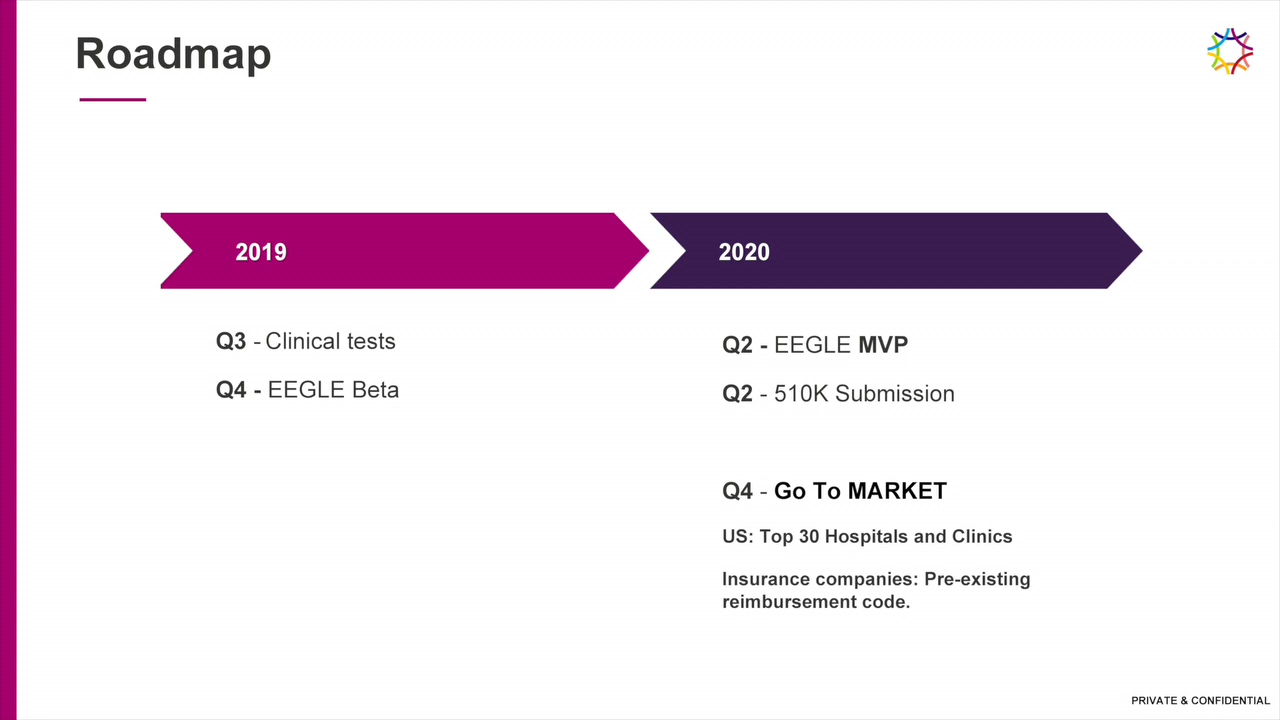 Roadmap
2019
2020
Q3 - Clinical tests
Q4 - EEGLE Beta
Q2 - EEGLE MVP
Q2 - 510K Submission
Q4 - Go To MARKET
US: Top 30 Hospitals and Clinics
Insurance companies: Pre-existing
reimbursement code.
PRIVATE & CONFIDENTIAL